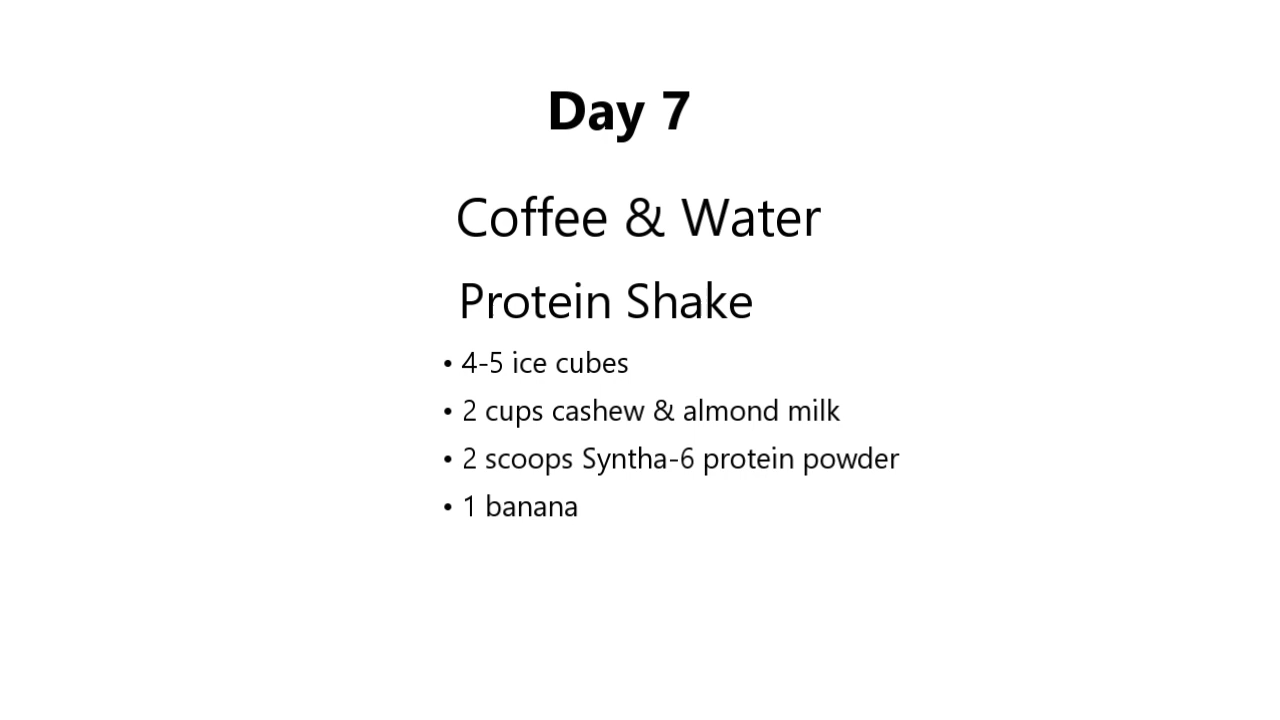 Day 7
Coffee & Water
Protein Shake
• 4-5 ice cubes
• 2 cups cashew & almond milk
• 2 scoops Syntha-6 protein powder
• 1 banana